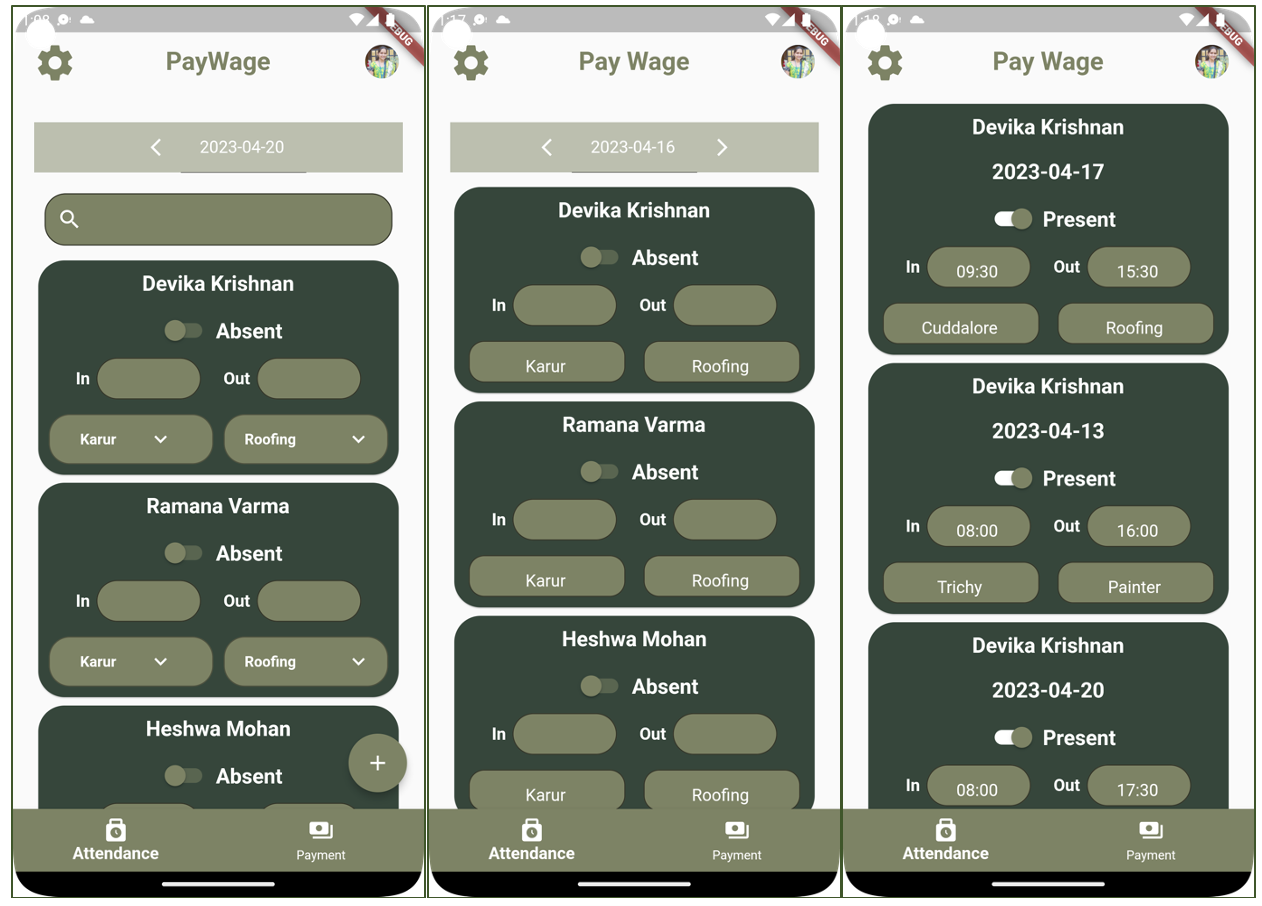 1:08
PayWage
2023-04-20
Devika Krishnan
Absent
In Out
Karur Roofing
Ramana Varma
Absent
In Out
Karur Roofing
Heshwa Mohan
Absent
+
Attendance Payment
1:17
Pay Wage
2023-04-16
Devika Krishnan
Absent
In Out
Karur Roofing
Ramana Varma
Absent
In Out
Karur Roofing
Heshwa Mohan
Absent
In Out
Karur Roofing
Attendance Payment
1:18
Pay Wage
Devika Krishnan
2023-04-17
Present
In 09:30 Out 15:30
Cuddalore Roofing
Devika Krishnan
2023-04-13
Present
In 08:00 Out 16:00
Trichy Painter
Devika Krishnan
2023-04-20
Present
In 08:00 Out 17:30
Attendance Payment